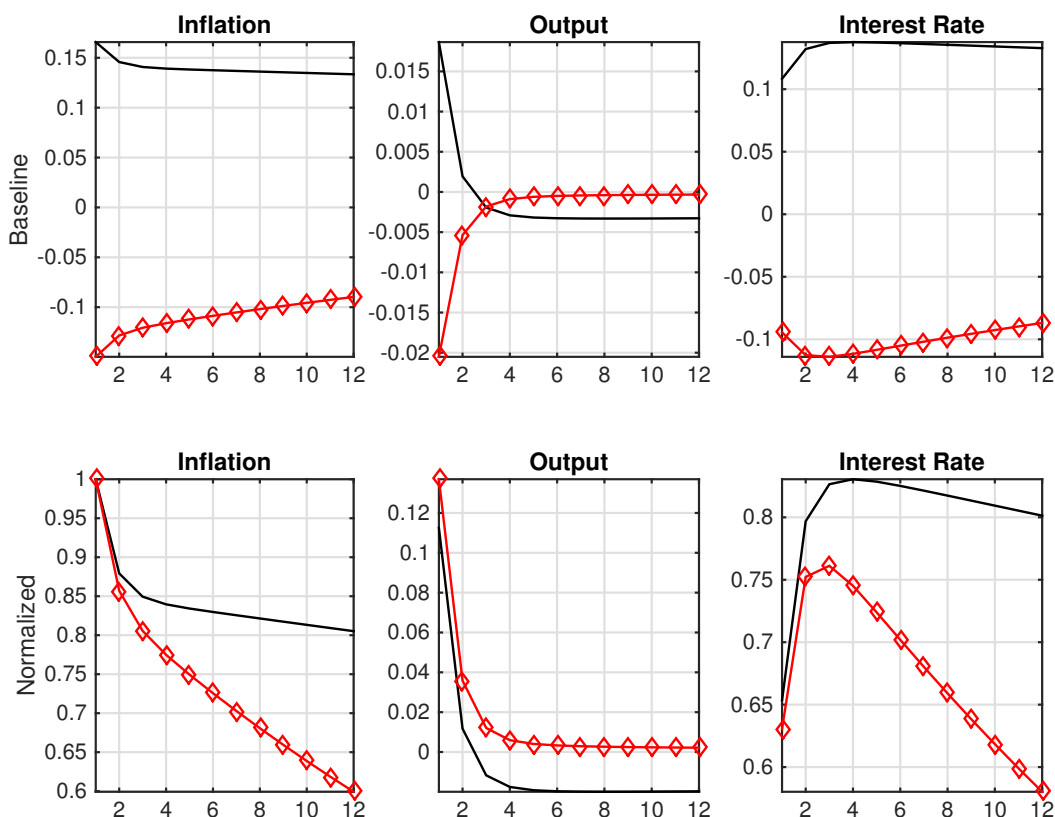 Inflation
Output
Interest Rate
Baseline
0.15
0.1
0.05
0
-0.05
-0.1
2 4 6 8 10 12
0.015
0.01
0.005
0
-0.005
-0.01
-0.015
-0.02
2 4 6 8 10 12
0.1
0.05
0
-0.05
-0.1
2 4 6 8 10 12
Inflation
Output
Interest Rate
Normalized
1
0.95
0.9
0.85
0.8
0.75
0.7
0.65
0.6
2 4 6 8 10 12
0.12
0.1
0.08
0.06
0.04
0.02
0
2 4 6 8 10 12
0.8
0.75
0.7
0.65
0.6
2 4 6 8 10 12